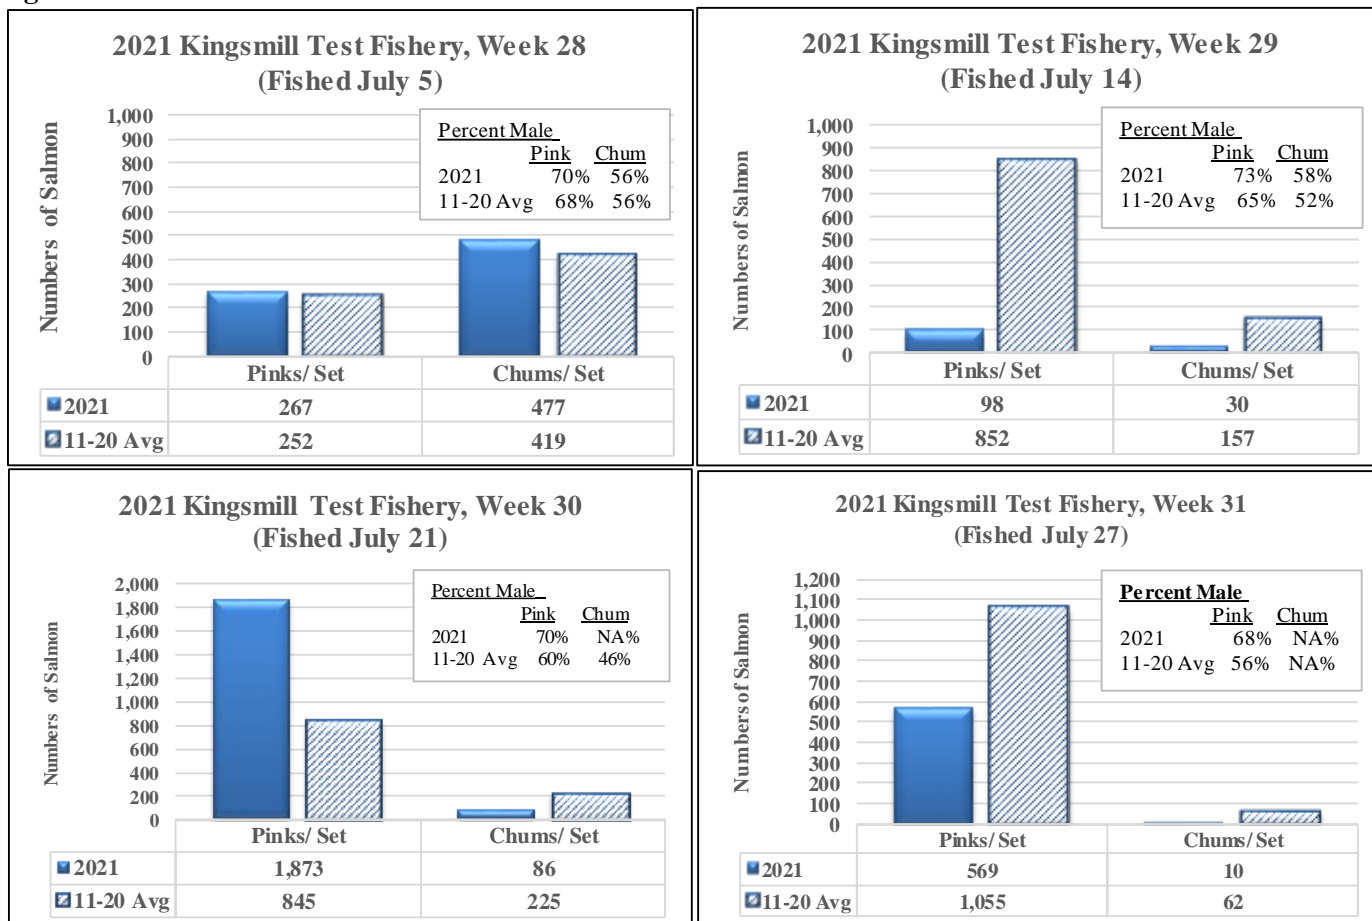 2021 Kingsmill Test Fishery, Week 28
(Fished July 5)
Numbers of Salmon
1,000
900
800
700
600
500
400
300
200
100
0
Percent Male
Pink Chum
2021 70% 56%
11-20 Avg 68% 56%
Pinks/ Set Chums/ Set
2021 267 477
11-20 Avg 252 419
2021 Kingsmill Test Fishery, Week 29
(Fished July 14)
Numbers of Salmon
1,000
900
800
700
600
500
400
300
200
100
0
Percent Male
Pink Chum
2021 73% 58%
11-20 Avg 65% 52%
Pinks/ Set Chums/ Set
2021 98 30
11-20 Avg 852 157
2021 Kingsmill Test Fishery, Week 30
(Fished July 21)
Numbers of Salmon
2,000
1,800
1,600
1,400
1,200
1,000
800
600
400
200
0
Percent Male
Pink Chum
2021 70% NA%
11-20 Avg 60% 46%
Pinks/ Set Chums/ Set
2021 1,873 86
11-20 Avg 845 225
2021 Kingsmill Test Fishery, Week 31
(Fished July 27)
Numbers of Salmon
1,200
1,100
1,000
900
800
700
600
500
400
300
200
100
0
Percent Male
Pink Chum
2021 68% NA%
11-20 Avg 56% NA%
Pinks/ Set Chums/ Set
2021 569 10
11-20 Avg 1,055 62